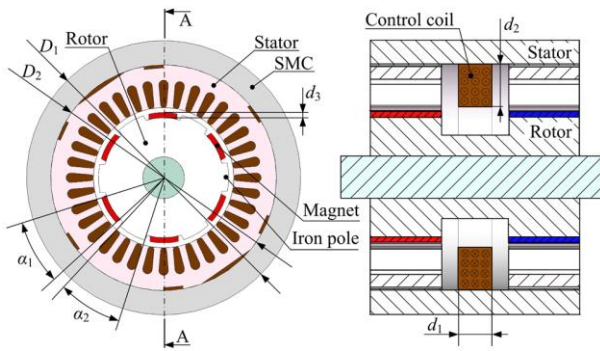 A
D1
D2
Rotor
Stator
SMC
d3
Magnet
Iron pole
α1
α2
A
Control coil
d2
Stator
Rotor
d1